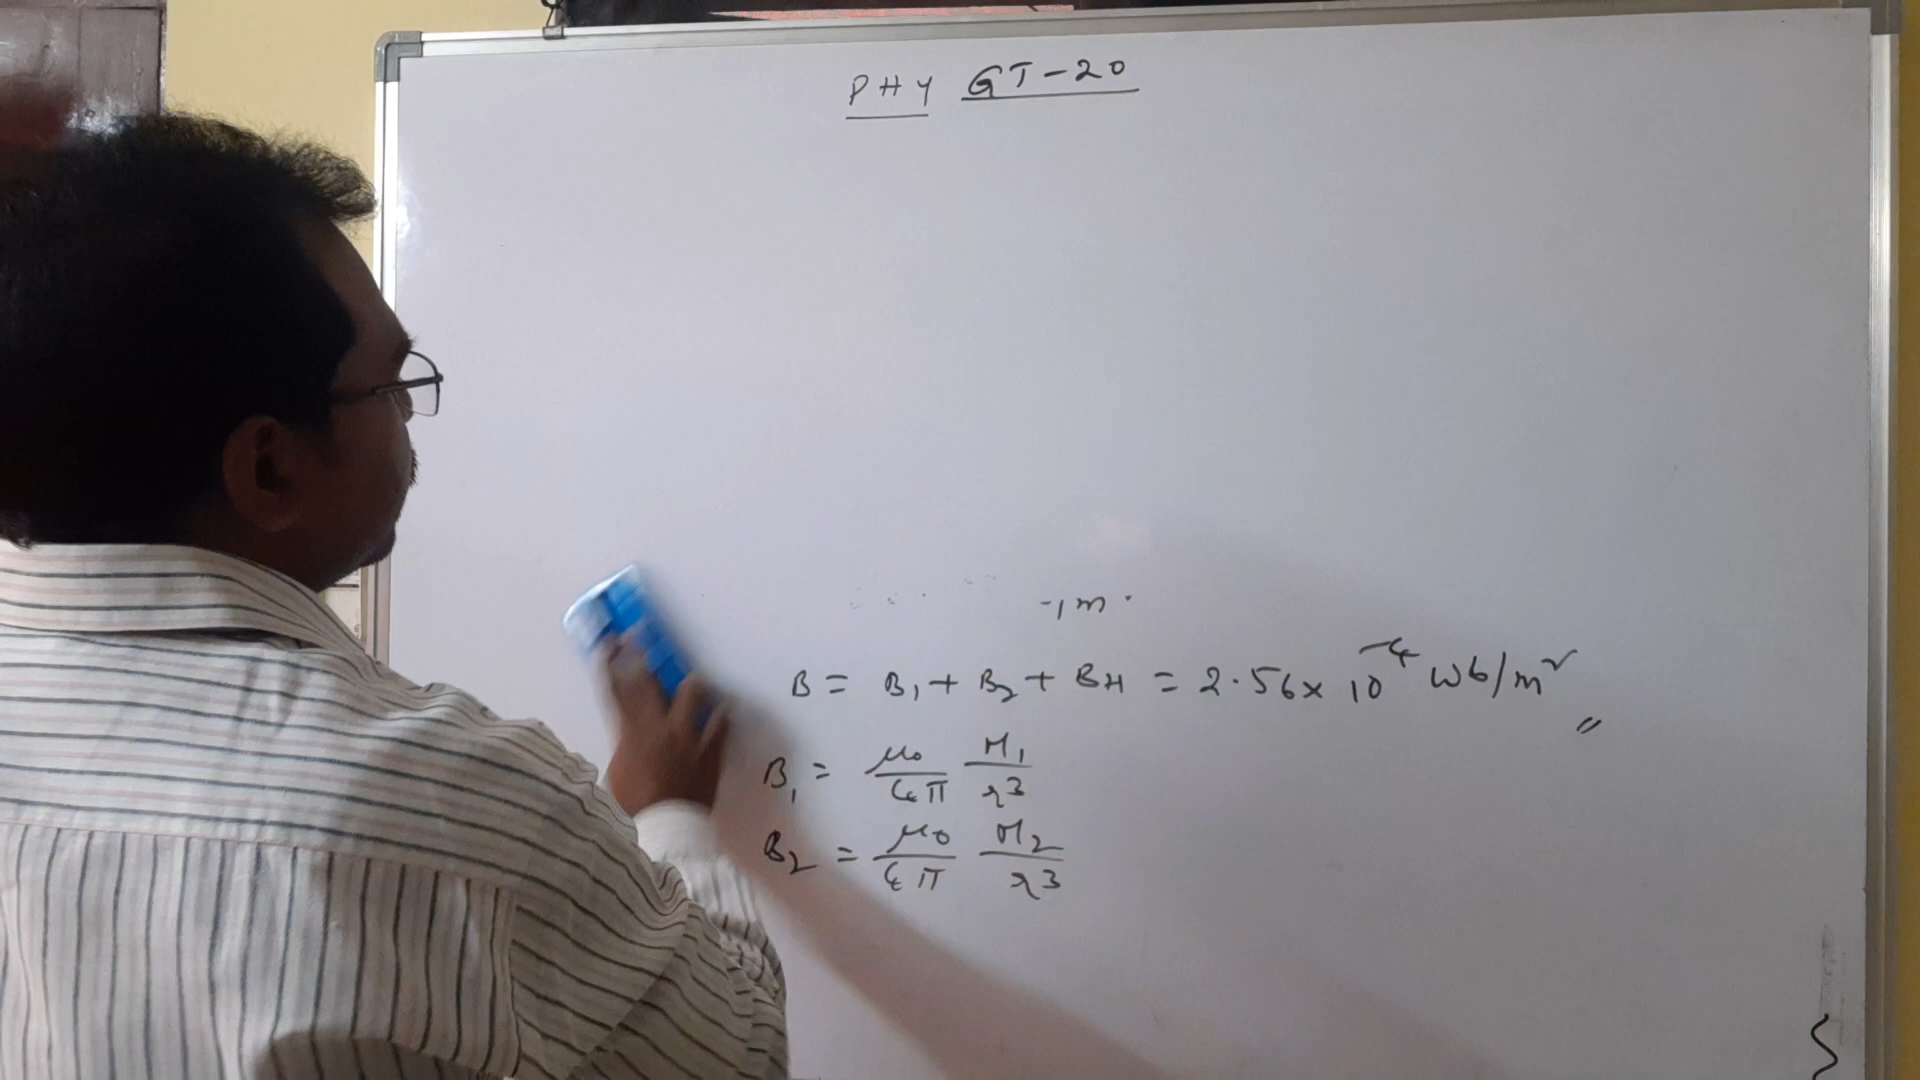 PHY GT-20
1m
B = B₁ + B₂ + BH = 2.56 x 10⁻⁴ wb/m² //
B₁ = μ₀/4π M₁/r³
B₂ = μ₀/4π M₂/r³